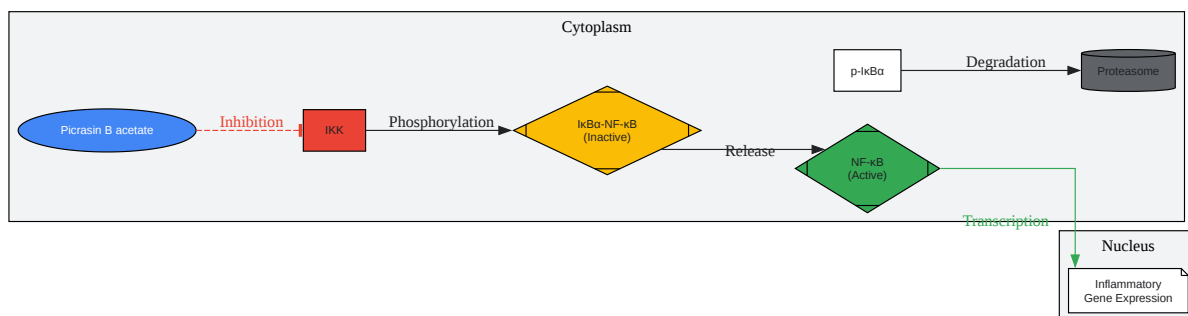 Cytoplasm
p-IκBα
Degradation
Proteasome
Picrasin B acetate
Inhibition
IKK
Phosphorylation
IκBα-NF-κB
(Inactive)
Release
NF-κB
(Active)
Transcription
Nucleus
Inflammatory
Gene Expression